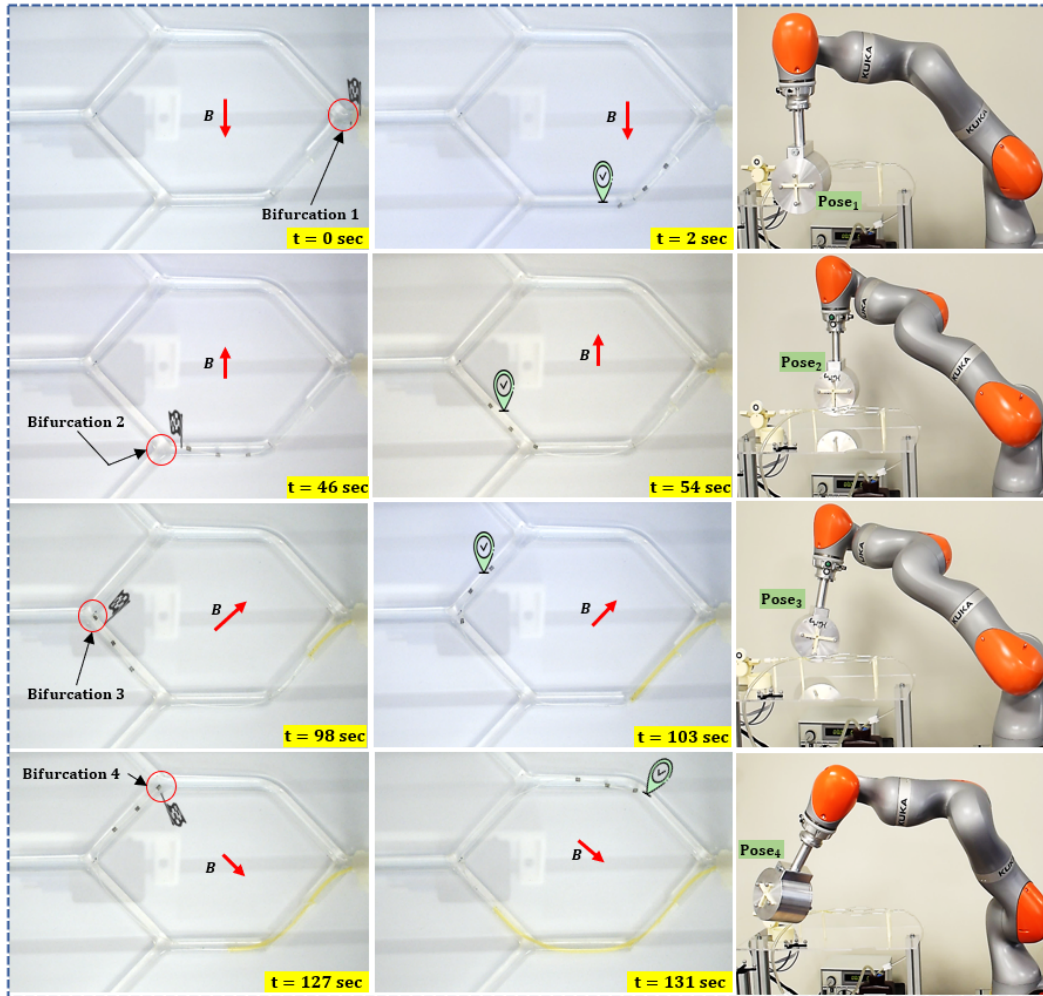 B
Bifurcation 1
t = 0 sec
B
t = 2 sec
KUKA
KUKA
Pose1
Bifurcation 2
B
t = 46 sec
B
t = 54 sec
KUKA
KUKA
Pose2
Bifurcation 3
B
t = 98 sec
B
t = 103 sec
KUKA
KUKA
Pose3
Bifurcation 4
B
t = 127 sec
B
t = 131 sec
KUKA
KUKA
Pose4